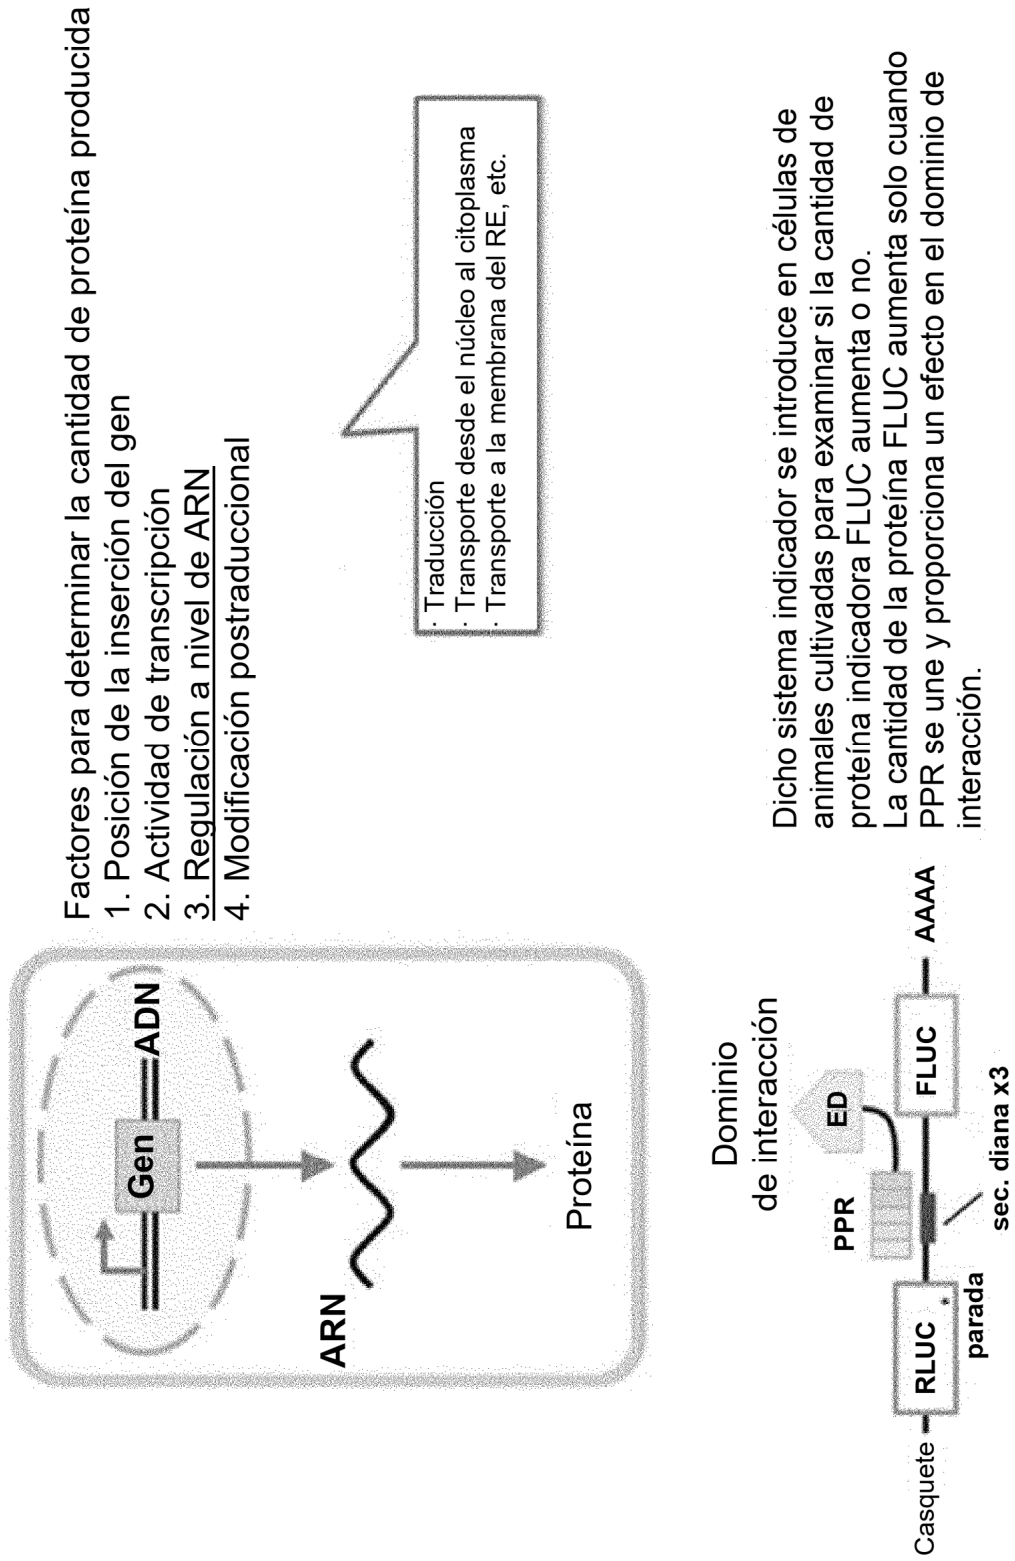 Factores para determinar la cantidad de proteína producida
1. Posición de la inserción del gen
2. Actividad de transcripción
3. Regulación a nivel de ARN
4. Modificación postraduccional
Gen
ADN
ARN
Proteína
· Traducción
· Transporte desde el núcleo al citoplasma
· Transporte a la membrana del RE, etc.
Dominio
de interacción
PPR
ED
Casquete
RLUC
*
parada
sec. diana x3
FLUC
AAAA
Dicho sistema indicador se introduce en células de
animales cultivadas para examinar si la cantidad de
proteína indicadora FLUC aumenta o no.
La cantidad de la proteína FLUC aumenta solo cuando
PPR se une y proporciona un efecto en el dominio de
interacción.